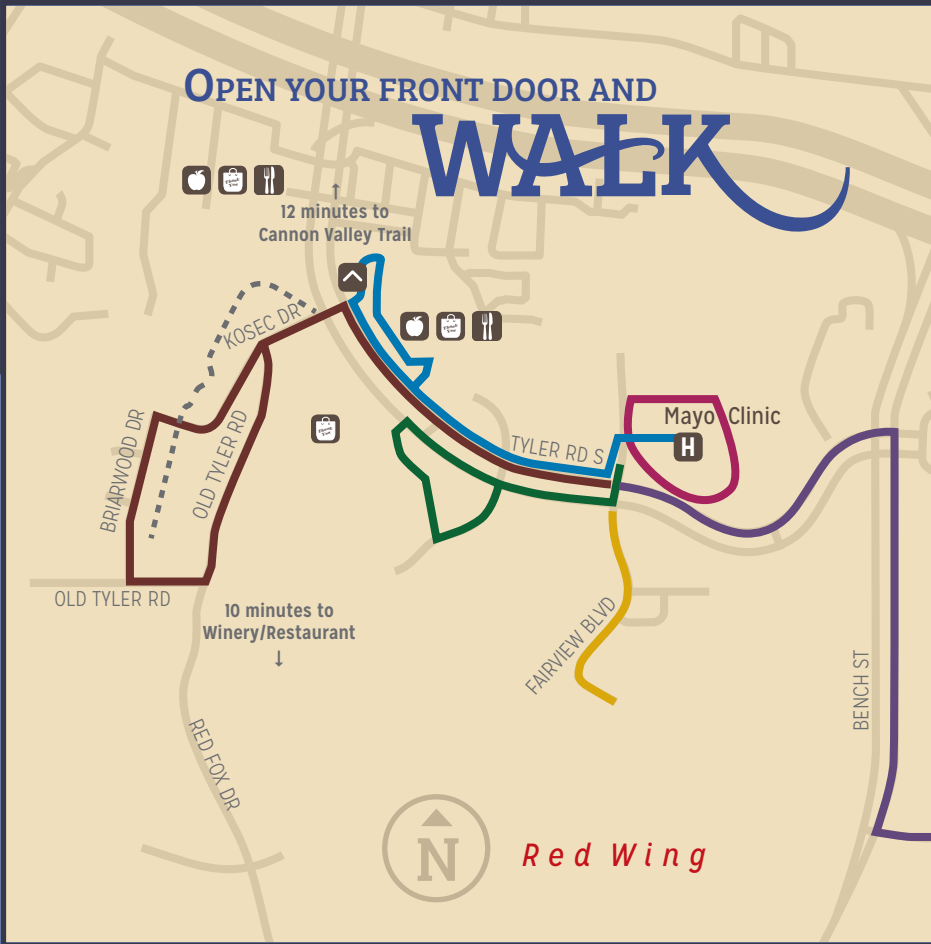 OPEN YOUR FRONT DOOR AND
WALK
12 minutes to
Cannon Valley Trail
KOSEC DR
BRIARWOOD DR
OLD TYLER RD
TYLER RD S
Mayo Clinic
H
OLD TYLER RD
10 minutes to
Winery/Restaurant
FAIRVIEW BLVD
BENCH ST
RED FOX DR
N
Red Wing